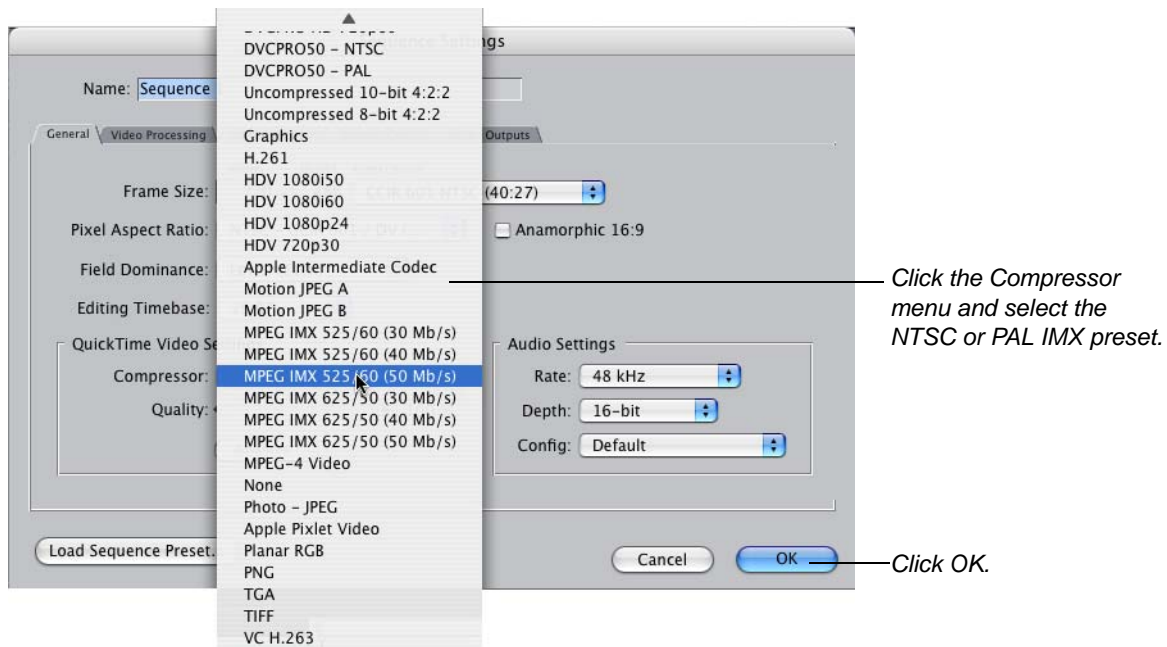 ngs
Name: Sequence
General
Video Processing
Outputs
Frame Size:
(40:27)
Pixel Aspect Ratio:
Anamorphic 16:9
Field Dominance:
Editing Timebase:
QuickTime Video Se
Compressor:
Quality:
DVCPRO50 – NTSC
DVCPRO50 – PAL
Uncompressed 10-bit 4:2:2
Uncompressed 8-bit 4:2:2
Graphics
H.261
HDV 1080i50
HDV 1080i60
HDV 1080p24
HDV 720p30
Apple Intermediate Codec
Motion JPEG A
Motion JPEG B
MPEG IMX 525/60 (30 Mb/s)
MPEG IMX 525/60 (40 Mb/s)
MPEG IMX 525/60 (50 Mb/s)
MPEG IMX 625/50 (30 Mb/s)
MPEG IMX 625/50 (40 Mb/s)
MPEG IMX 625/50 (50 Mb/s)
MPEG-4 Video
None
Photo – JPEG
Apple Pixlet Video
Planar RGB
PNG
TGA
TIFF
VC H.263
Audio Settings
Rate: 48 kHz
Depth: 16-bit
Config: Default
Load Sequence Preset.
Cancel
OK
Click the Compressor
menu and select the
NTSC or PAL IMX preset.
Click OK.